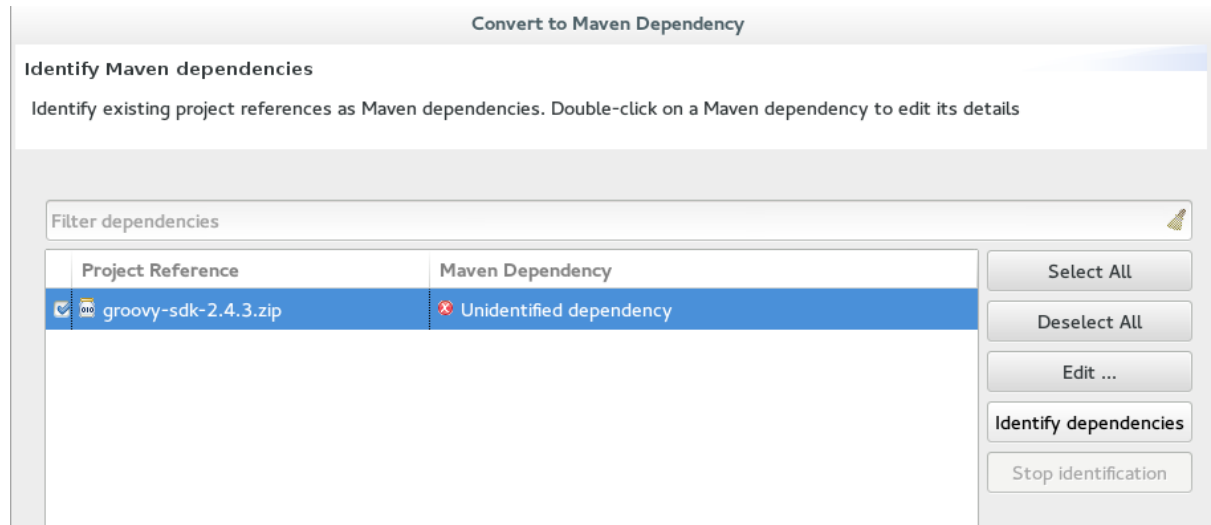 Convert to Maven Dependency
Identify Maven dependencies
Identify existing project references as Maven dependencies. Double-click on a Maven dependency to edit its details
Filter dependencies
Project Reference Maven Dependency
Select All
groovy-sdk-2.4.3.zip Unidentified dependency
Deselect All
Edit ...
Identify dependencies
Stop identification